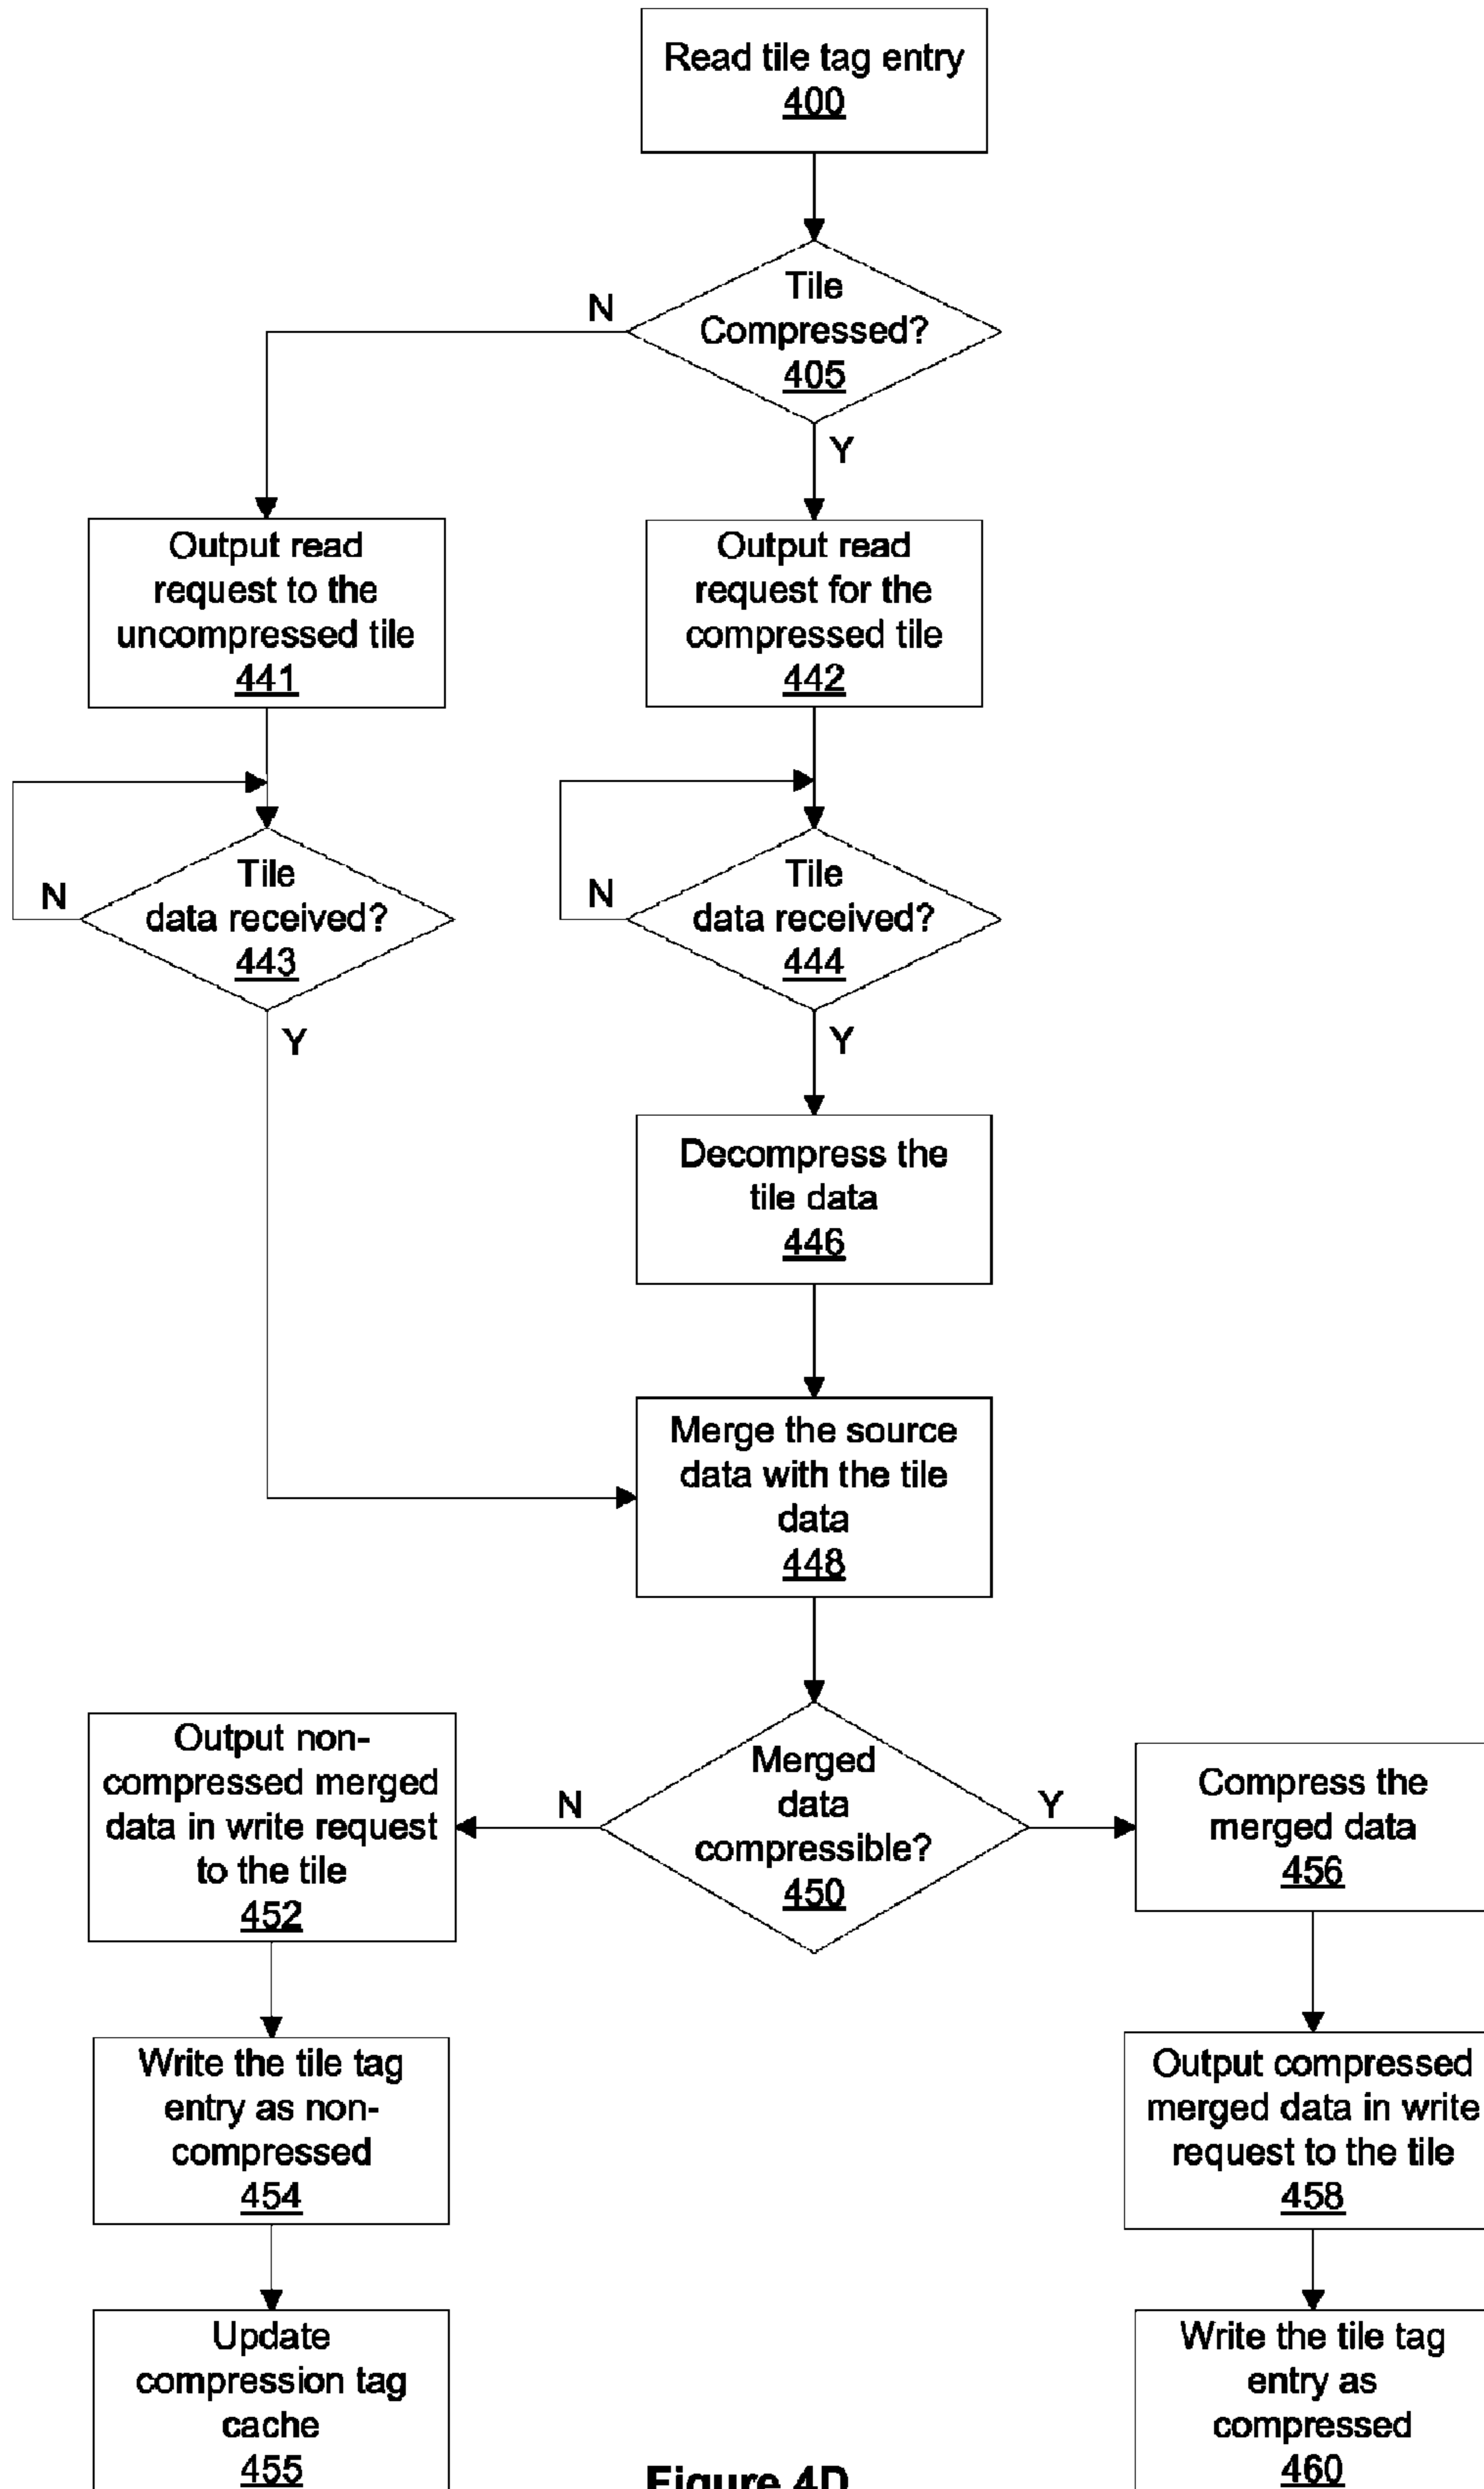 Read tile tag entry
400
Tile
Compressed?
405
N
Y
Output read
request to the
uncompressed tile
441
Output read
request for the
compressed tile
442
Tile
data received?
443
N
Y
Tile
data received?
444
N
Y
Decompress the
tile data
446
Merge the source
data with the tile
data
448
Merged
data
compressible?
450
N
Y
Output non-
compressed merged
data in write request
to the tile
452
Compress the
merged data
456
Write the tile tag
entry as non-
compressed
454
Output compressed
merged data in write
request to the tile
458
Update
compression tag
cache
455
Write the tile tag
entry as
compressed
460
Figure 4D